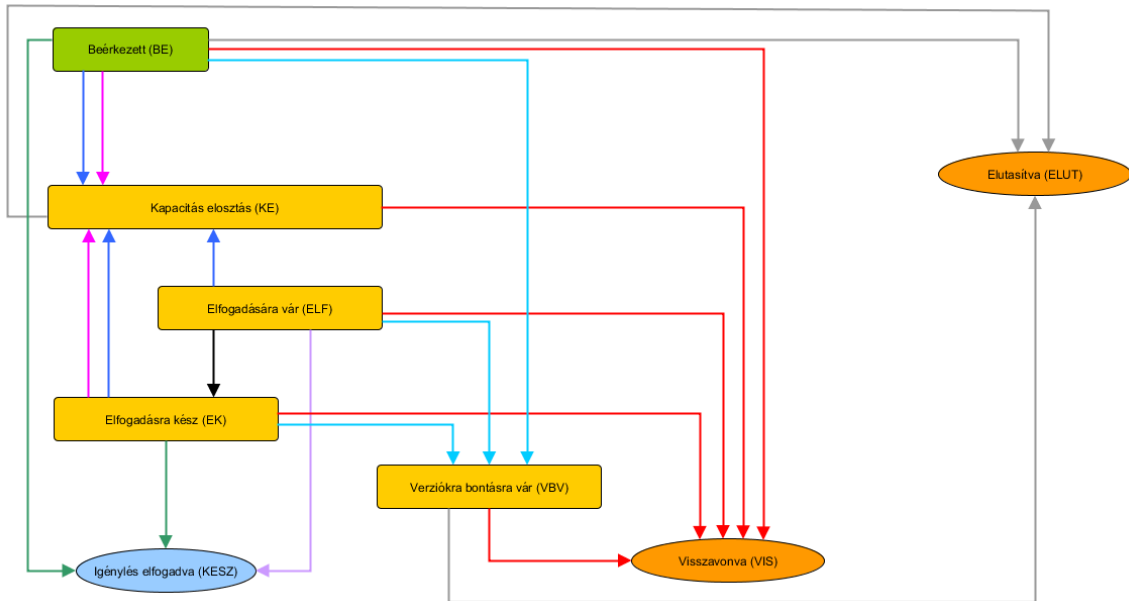 Beérkezett (BE)
Elutasítva (ELUT)
Kapacitás elosztás (KE)
Elfogadására vár (ELF)
Elfogadásra kész (EK)
Verziókra bontásra vár (VBV)
Igénylés elfogadva (KESZ)
Visszavonva (VIS)